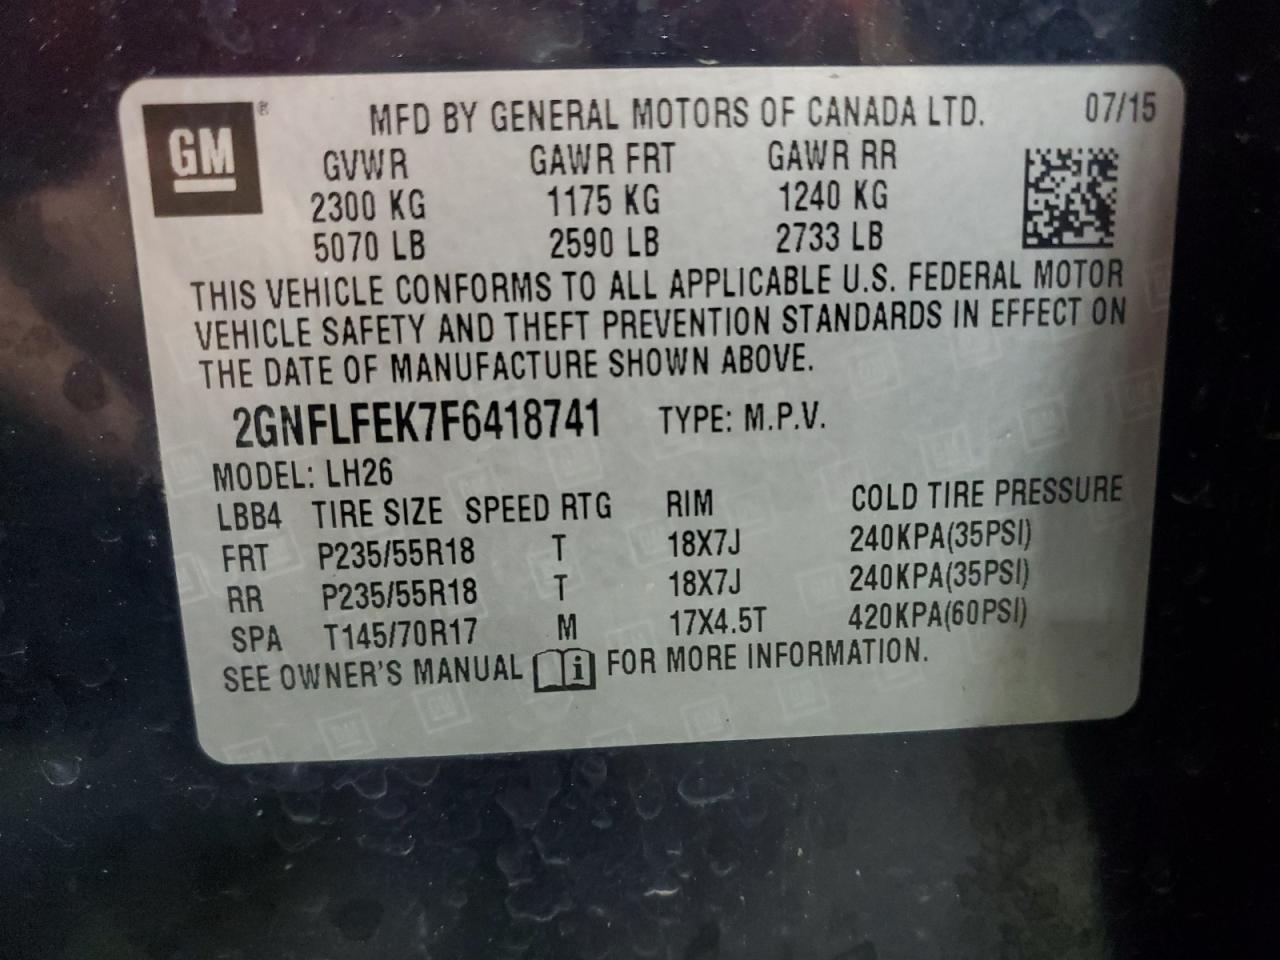 GM ® MFD BY GENERAL MOTORS OF CANADA LTD. 07/15
GVWR GAWR FRT GAWR RR
2300 KG 1175 KG 1240 KG
5070 LB 2590 LB 2733 LB
THIS VEHICLE CONFORMS TO ALL APPLICABLE U.S. FEDERAL MOTOR
VEHICLE SAFETY AND THEFT PREVENTION STANDARDS IN EFFECT ON
THE DATE OF MANUFACTURE SHOWN ABOVE.
2GNFLFEK7F6418741 TYPE: M.P.V.
MODEL: LH26
LBB4 TIRE SIZE SPEED RTG RIM COLD TIRE PRESSURE
FRT P235/55R18 T 18X7J 240KPA(35PSI)
RR P235/55R18 T 18X7J 240KPA(35PSI)
SPA T145/70R17 M 17X4.5T 420KPA(60PSI)
SEE OWNER'S MANUAL i FOR MORE INFORMATION.